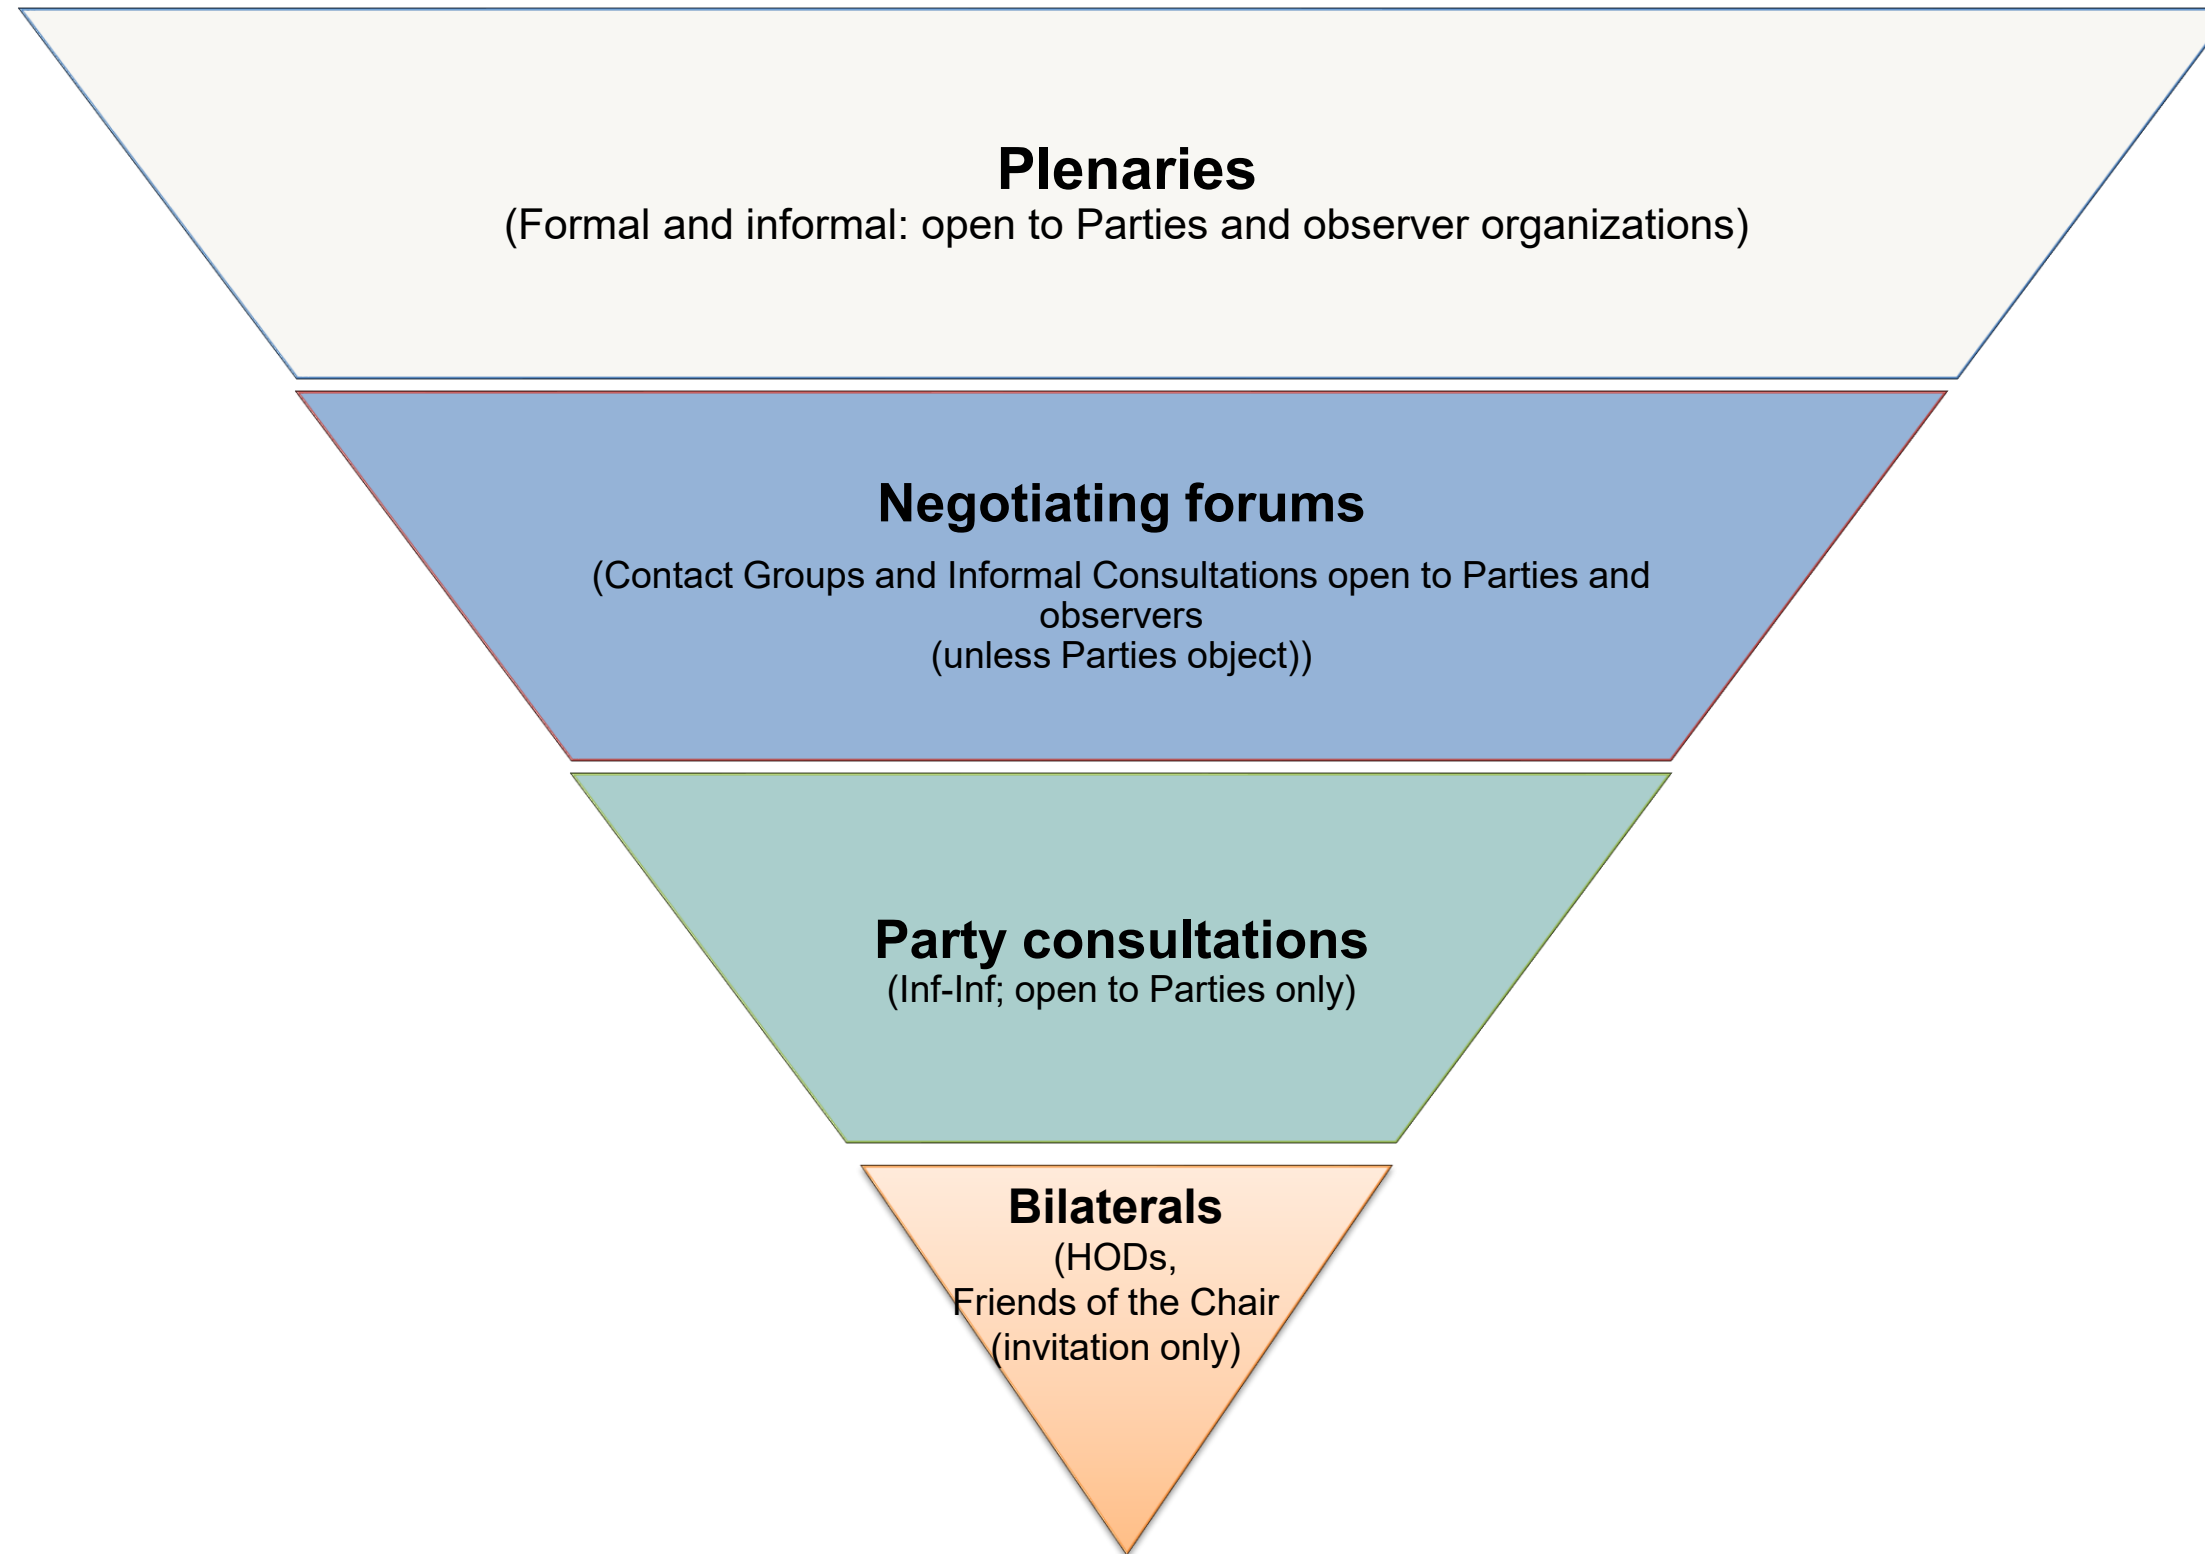 Plenaries
(Formal and informal: open to Parties and observer organizations)
Negotiating forums
(Contact Groups and Informal Consultations open to Parties and
observers
(unless Parties object))
Party consultations
(Inf-Inf; open to Parties only)
Bilaterals
(HODs,
Friends of the Chair
(invitation only)